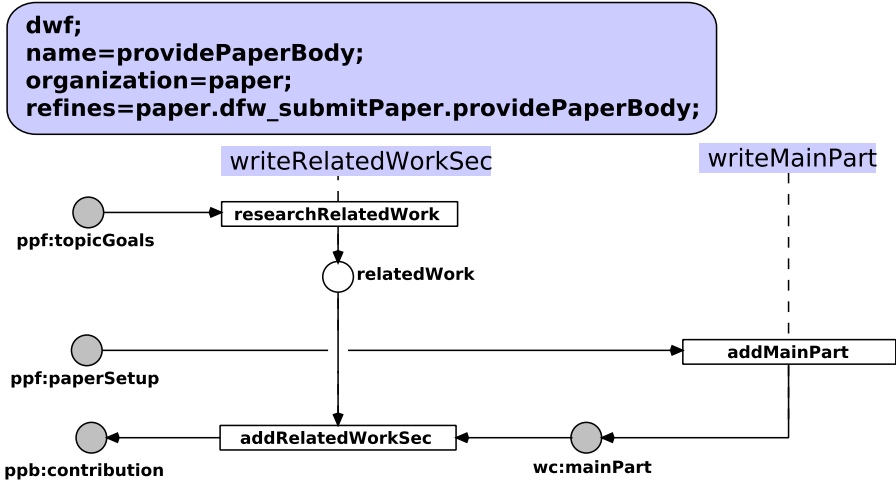 dwf;
name=providePaperBody;
organization=paper;
refines=paper.dfw_submitPaper.providePaperBody;
writeRelatedWorkSec
writeMainPart
researchRelatedWork
ppf:topicGoals
relatedWork
addMainPart
ppf:paperSetup
addRelatedWorkSec
ppb:contribution
wc:mainPart